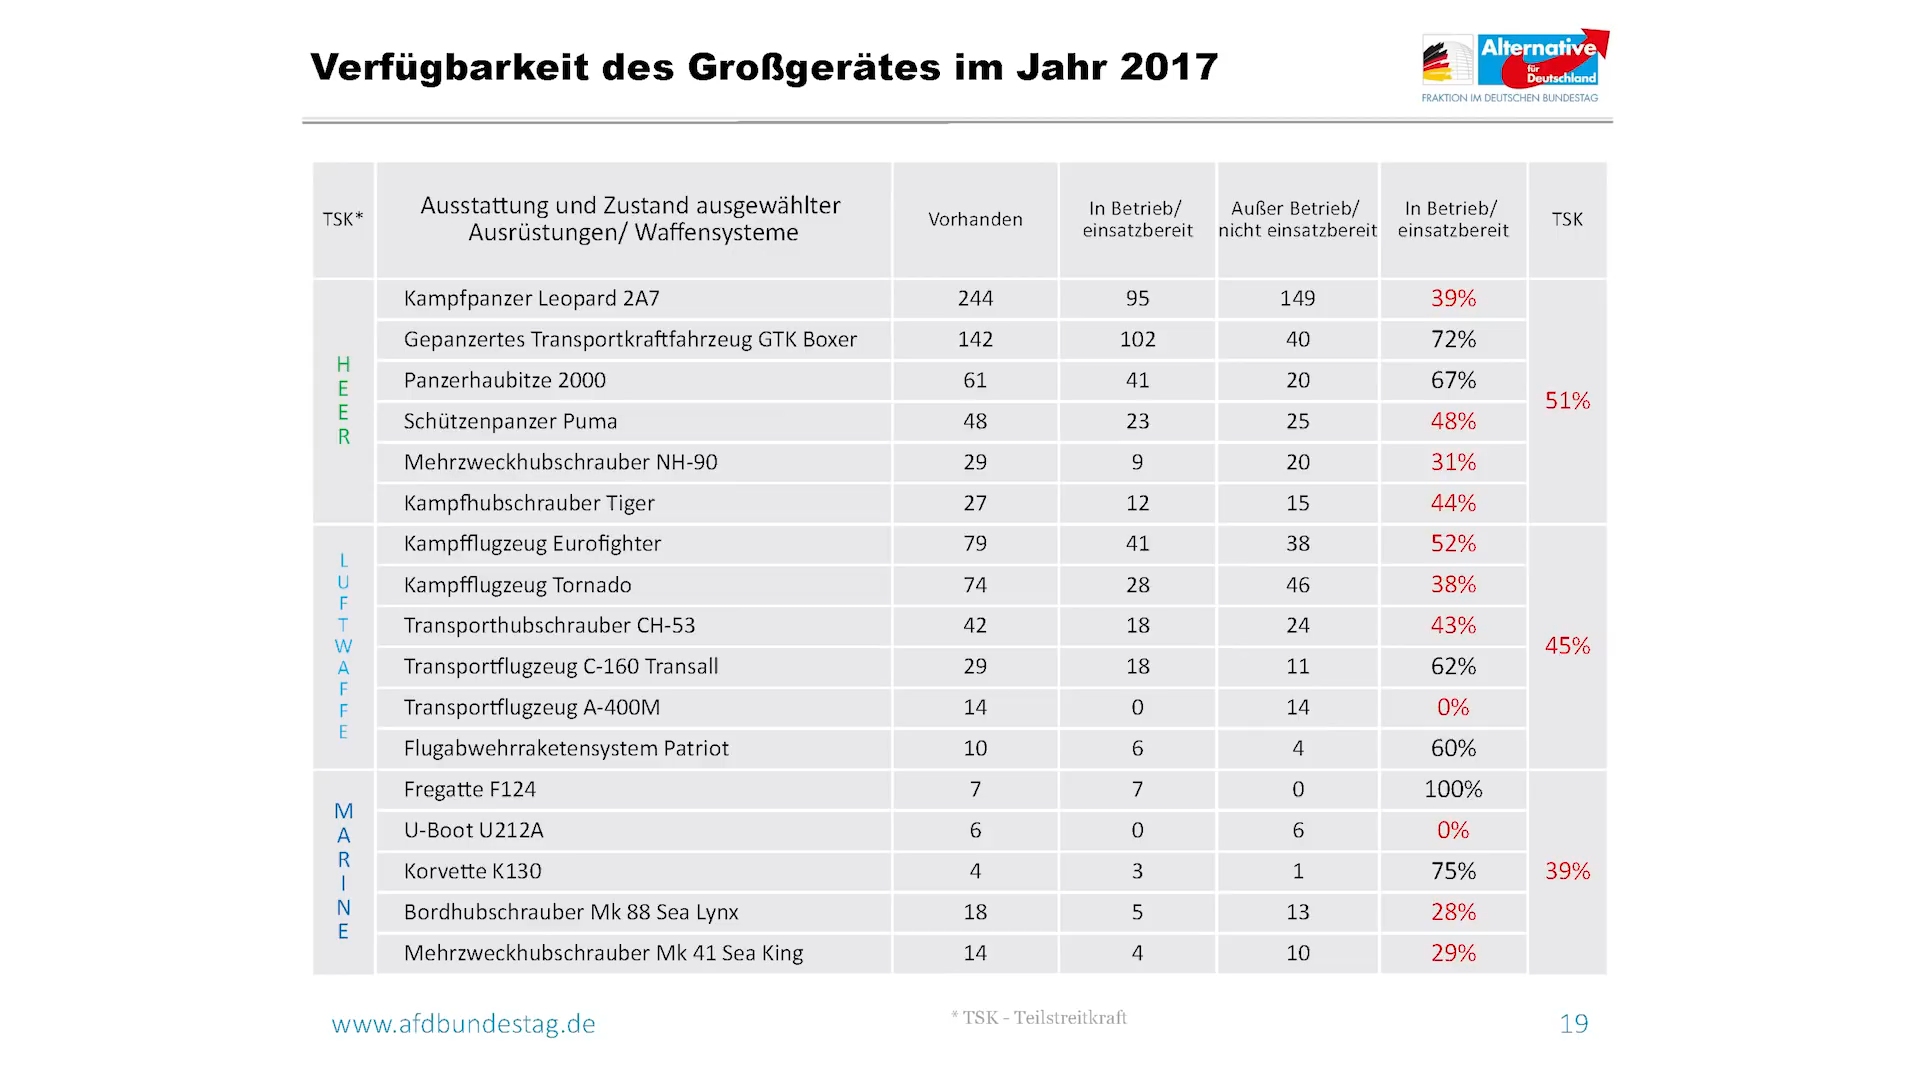 Verfügbarkeit des Großgerätes im Jahr 2017
Alternative
für
Deutschland
FRAKTION IM DEUTSCHEN BUNDESTAG
TSK* Ausstattung und Zustand ausgewählter Ausrüstungen/ Waffensysteme Vorhanden In Betrieb/ einsatzbereit Außer Betrieb/ nicht einsatzbereit In Betrieb/ einsatzbereit TSK
HEER
Kampfpanzer Leopard 2A7 244 95 149 39%
Gepanzertes Transportkraftfahrzeug GTK Boxer 142 102 40 72%
Panzerhaubitze 2000 61 41 20 67%
Schützenpanzer Puma 48 23 25 48%
Mehrzweckhubschrauber NH-90 29 9 20 31%
Kampfhubschrauber Tiger 27 12 15 44%
51%
LUFTWAFFE
Kampfflugzeug Eurofighter 79 41 38 52%
Kampfflugzeug Tornado 74 28 46 38%
Transporthubschrauber CH-53 42 18 24 43%
Transportflugzeug C-160 Transall 29 18 11 62%
Transportflugzeug A-400M 14 0 14 0%
Flugabwehrraketensystem Patriot 10 6 4 60%
45%
MARINE
Fregatte F124 7 7 0 100%
U-Boot U212A 6 0 6 0%
Korvette K130 4 3 1 75%
Bordhubschrauber Mk 88 Sea Lynx 18 5 13 28%
Mehrzweckhubschrauber Mk 41 Sea King 14 4 10 29%
39%
www.afdbundestag.de
* TSK - Teilstreitkraft
19